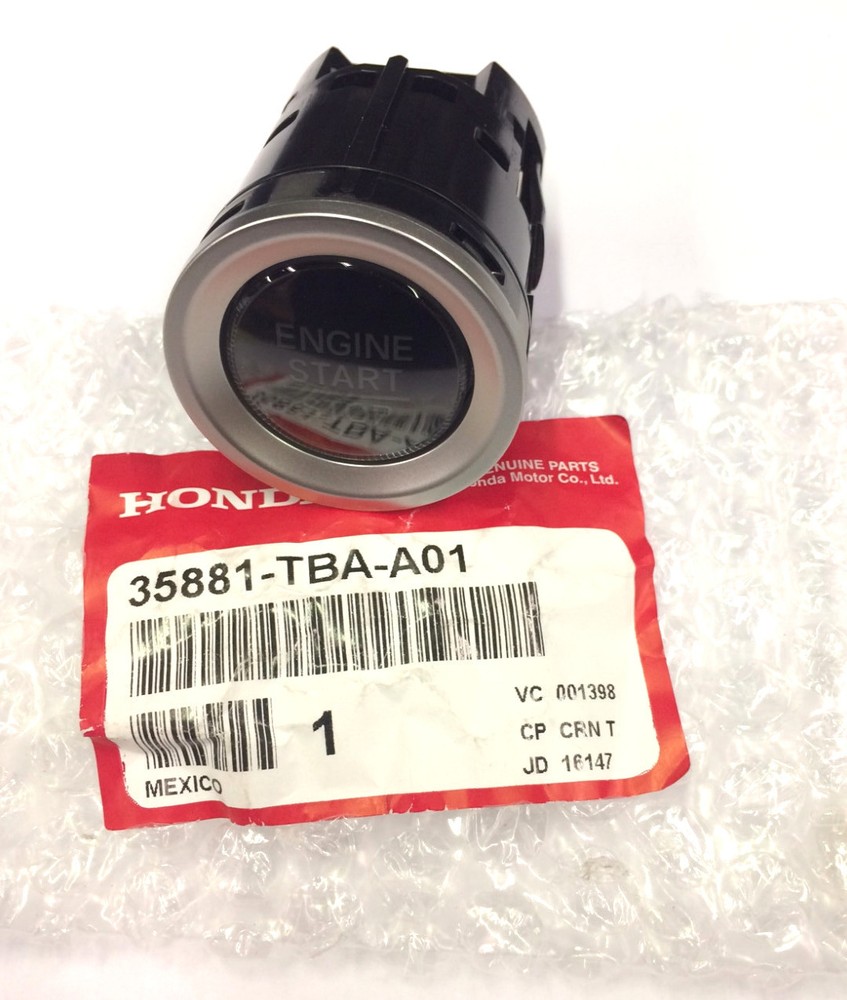 ENGINE
START
HONDA
GENUINE PARTS
Honda Motor Co., Ltd.
35881-TBA-A01
1
VC 001398
CP CRN T
JD 16147
MEXICO